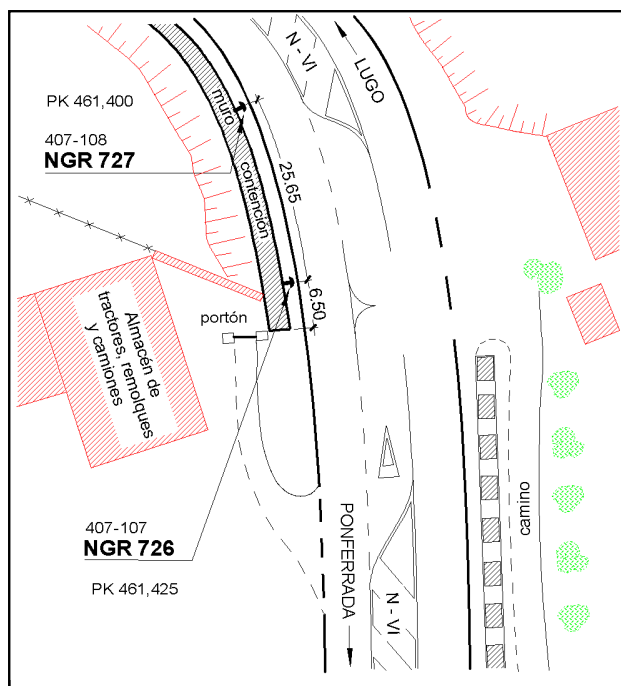 N - VI
LUGO
PK 461,400
muro
407-108
NGR 727
contención
25.65
6.50
portón
Almacén de
tractores, remolques
y camiones
407-107
NGR 726
PK 461,425
PONFERRADA
N - VI
camino